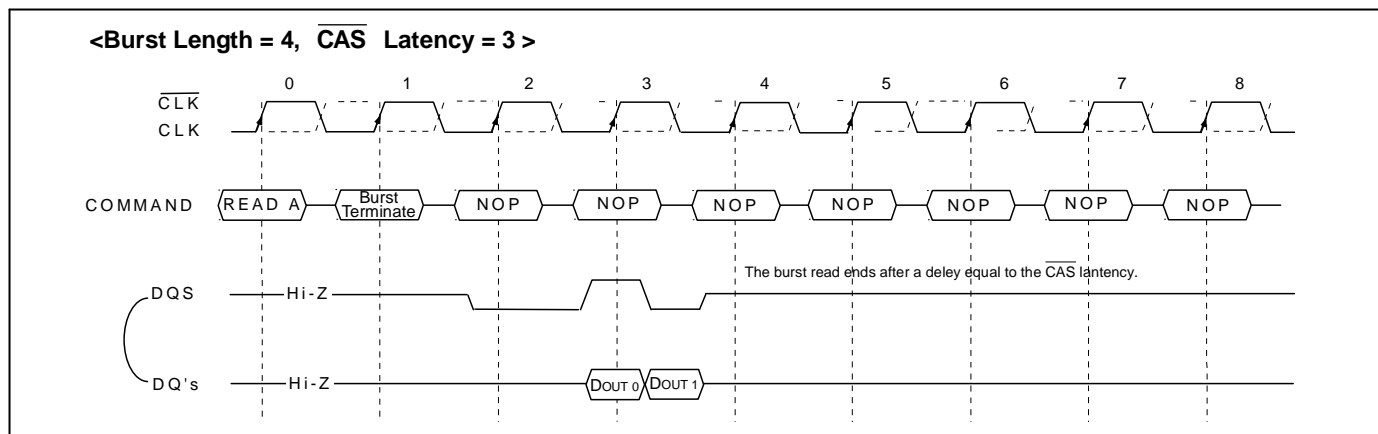 <Burst Length = 4, CAS Latency = 3 >
0 1 2 3 4 5 6 7 8
CLK
CLK
COMMAND READ A Burst Terminate NOP NOP NOP NOP NOP NOP NOP
The burst read ends after a deley equal to the CAS lantency.
DQS Hi-Z
DQ's Hi-Z DOUT 0 DOUT 1